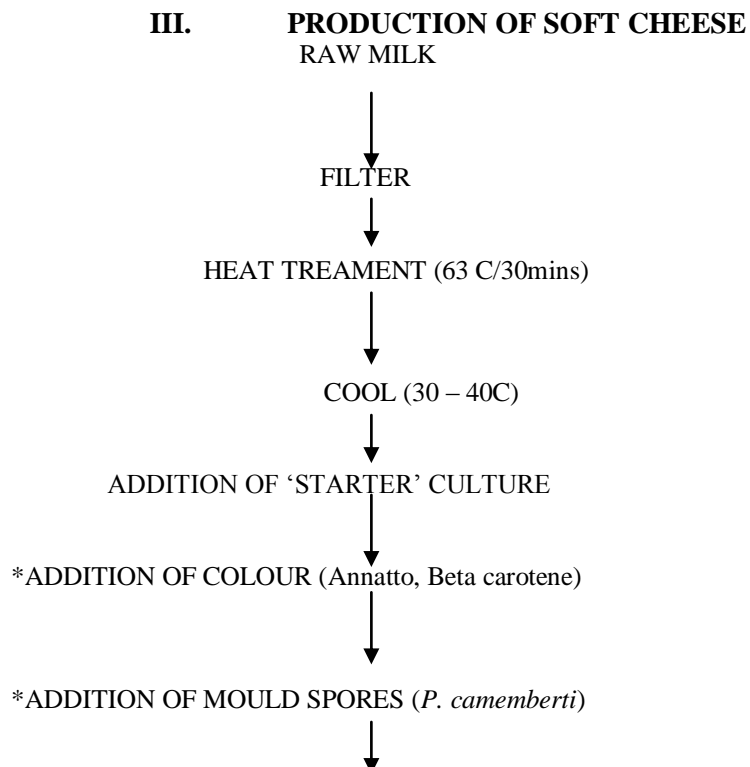 III. PRODUCTION OF SOFT CHEESE
RAW MILK
FILTER
HEAT TREAMENT (63 C/30mins)
COOL (30 – 40C)
ADDITION OF ‘STARTER’ CULTURE
*ADDITION OF COLOUR (Annatto, Beta carotene)
*ADDITION OF MOULD SPORES (P. camemberti)